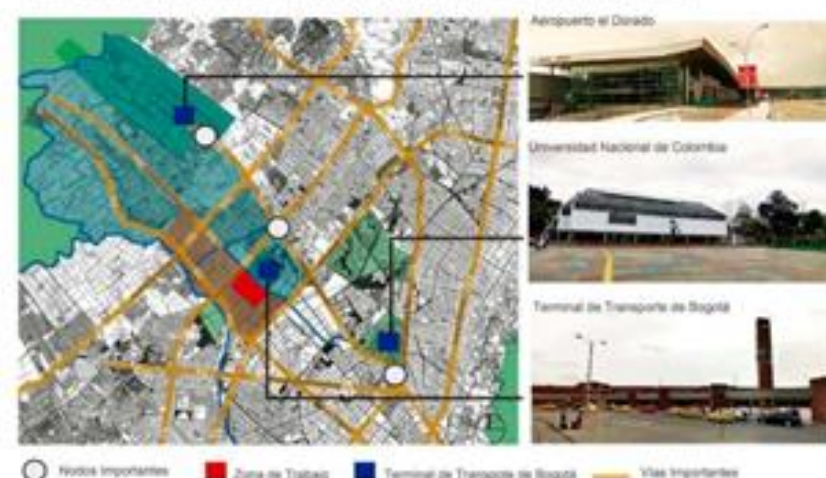 Aeropuerto el Dorado
Universidad Nacional de Colombia
Terminal de Transporte de Bogotá
Nodos Importantes
Zona de Trabajo
Terminal de Transporte de Bogotá
Vías Importantes